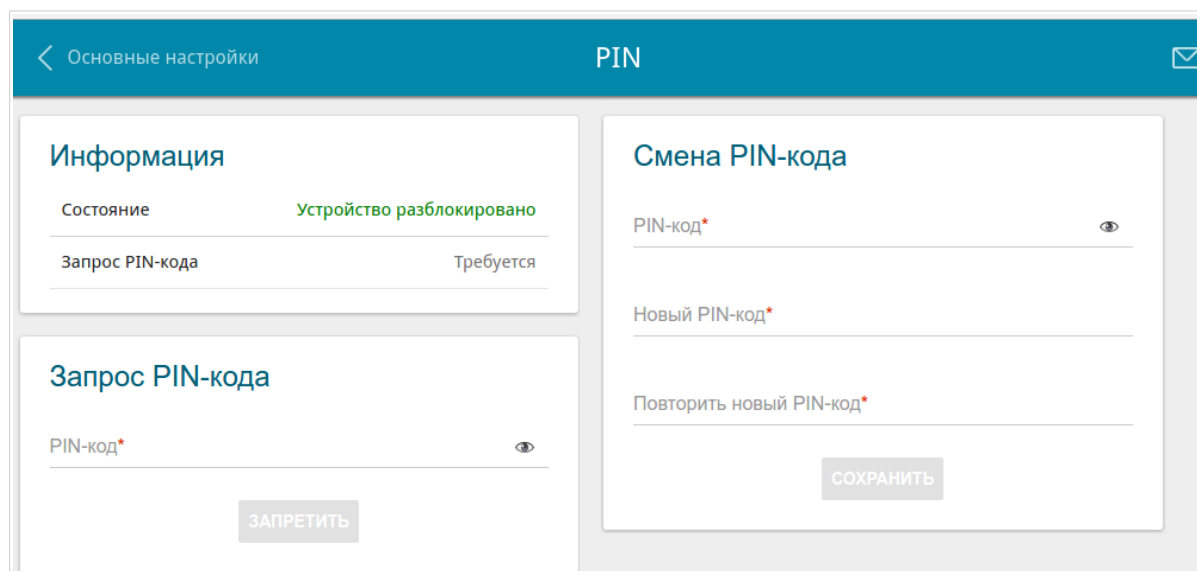 Основные настройки
PIN
Информация
Состояние Устройство разблокировано
Запрос PIN-кода Требуется
Запрос PIN-кода
PIN-код*
ЗАПРЕТИТЬ
Смена PIN-кода
PIN-код*
Новый PIN-код*
Повторить новый PIN-код*
СОХРАНИТЬ